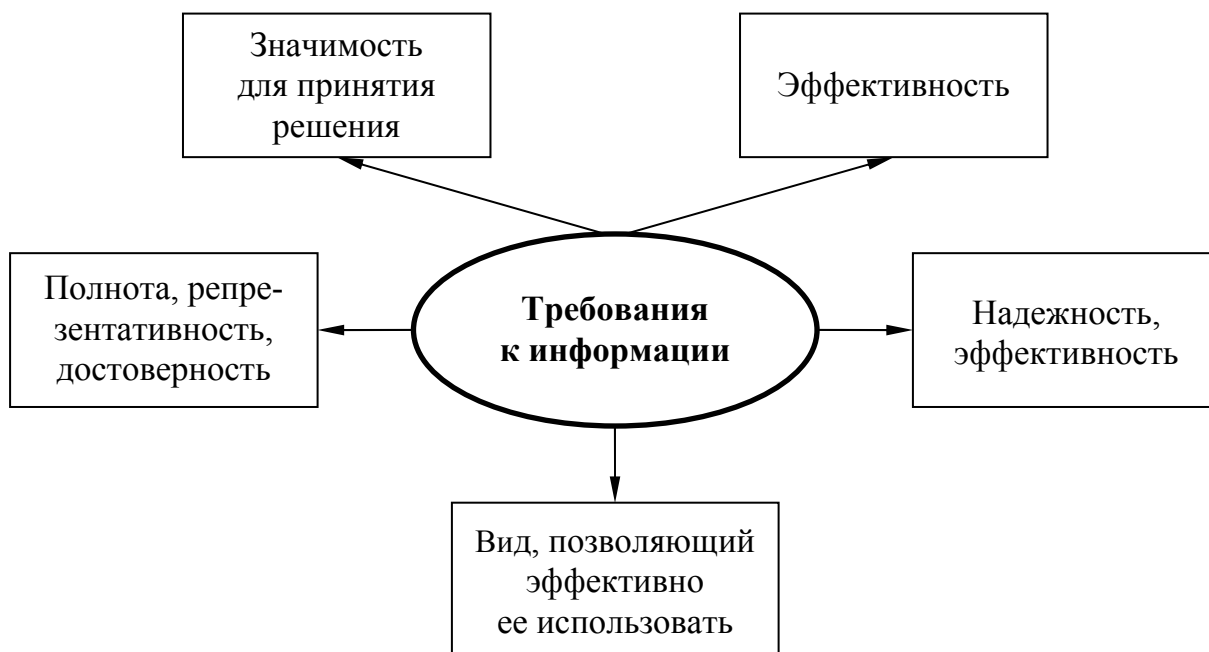 Значимость
для принятия
решения
Эффективность
Полнота, репре-
зентативность,
достоверность
Требования
к информации
Надежность,
эффективность
Вид, позволяющий
эффективно
ее использовать